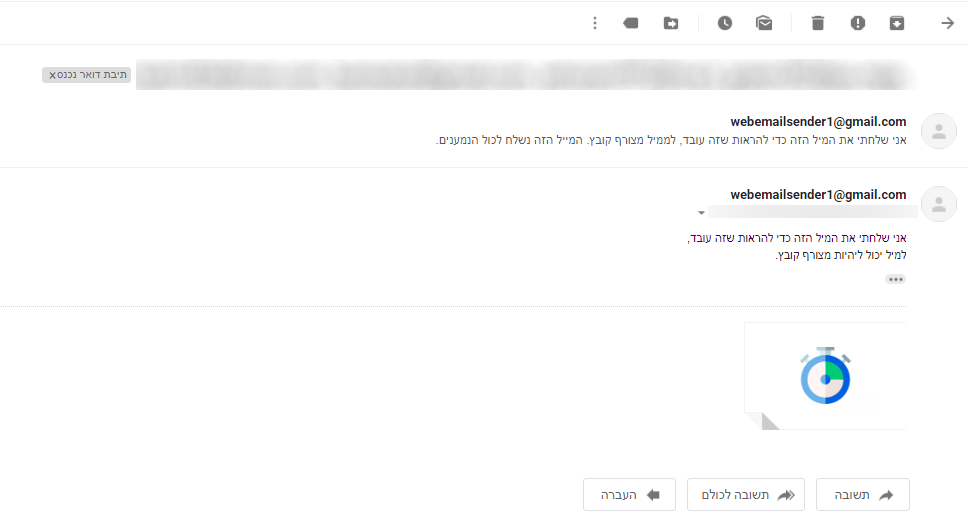 תיבת דואר נכנס x
webemailsender1@gmail.com
אני שלחתי את המיל הזה כדי להראות שזה עובד, לממיל מצורף קובץ. המייל הזה נשלח לכול הנמענים.
webemailsender1@gmail.com
אני שלחתי את המיל הזה כדי להראות שזה עובד,
למיל יכול ליהיות מצורף קובץ.
תשובה
תשובה לכולם
העברה